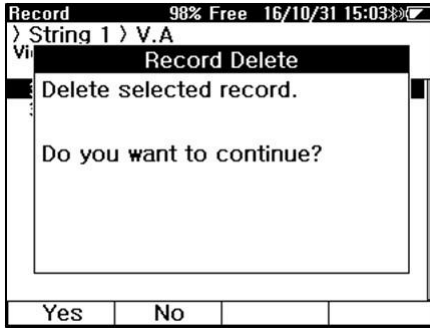 Record 98% Free 16/10/31 15:03
> String 1 > V.A
Record Delete
Delete selected record.
Do you want to continue?
Yes No